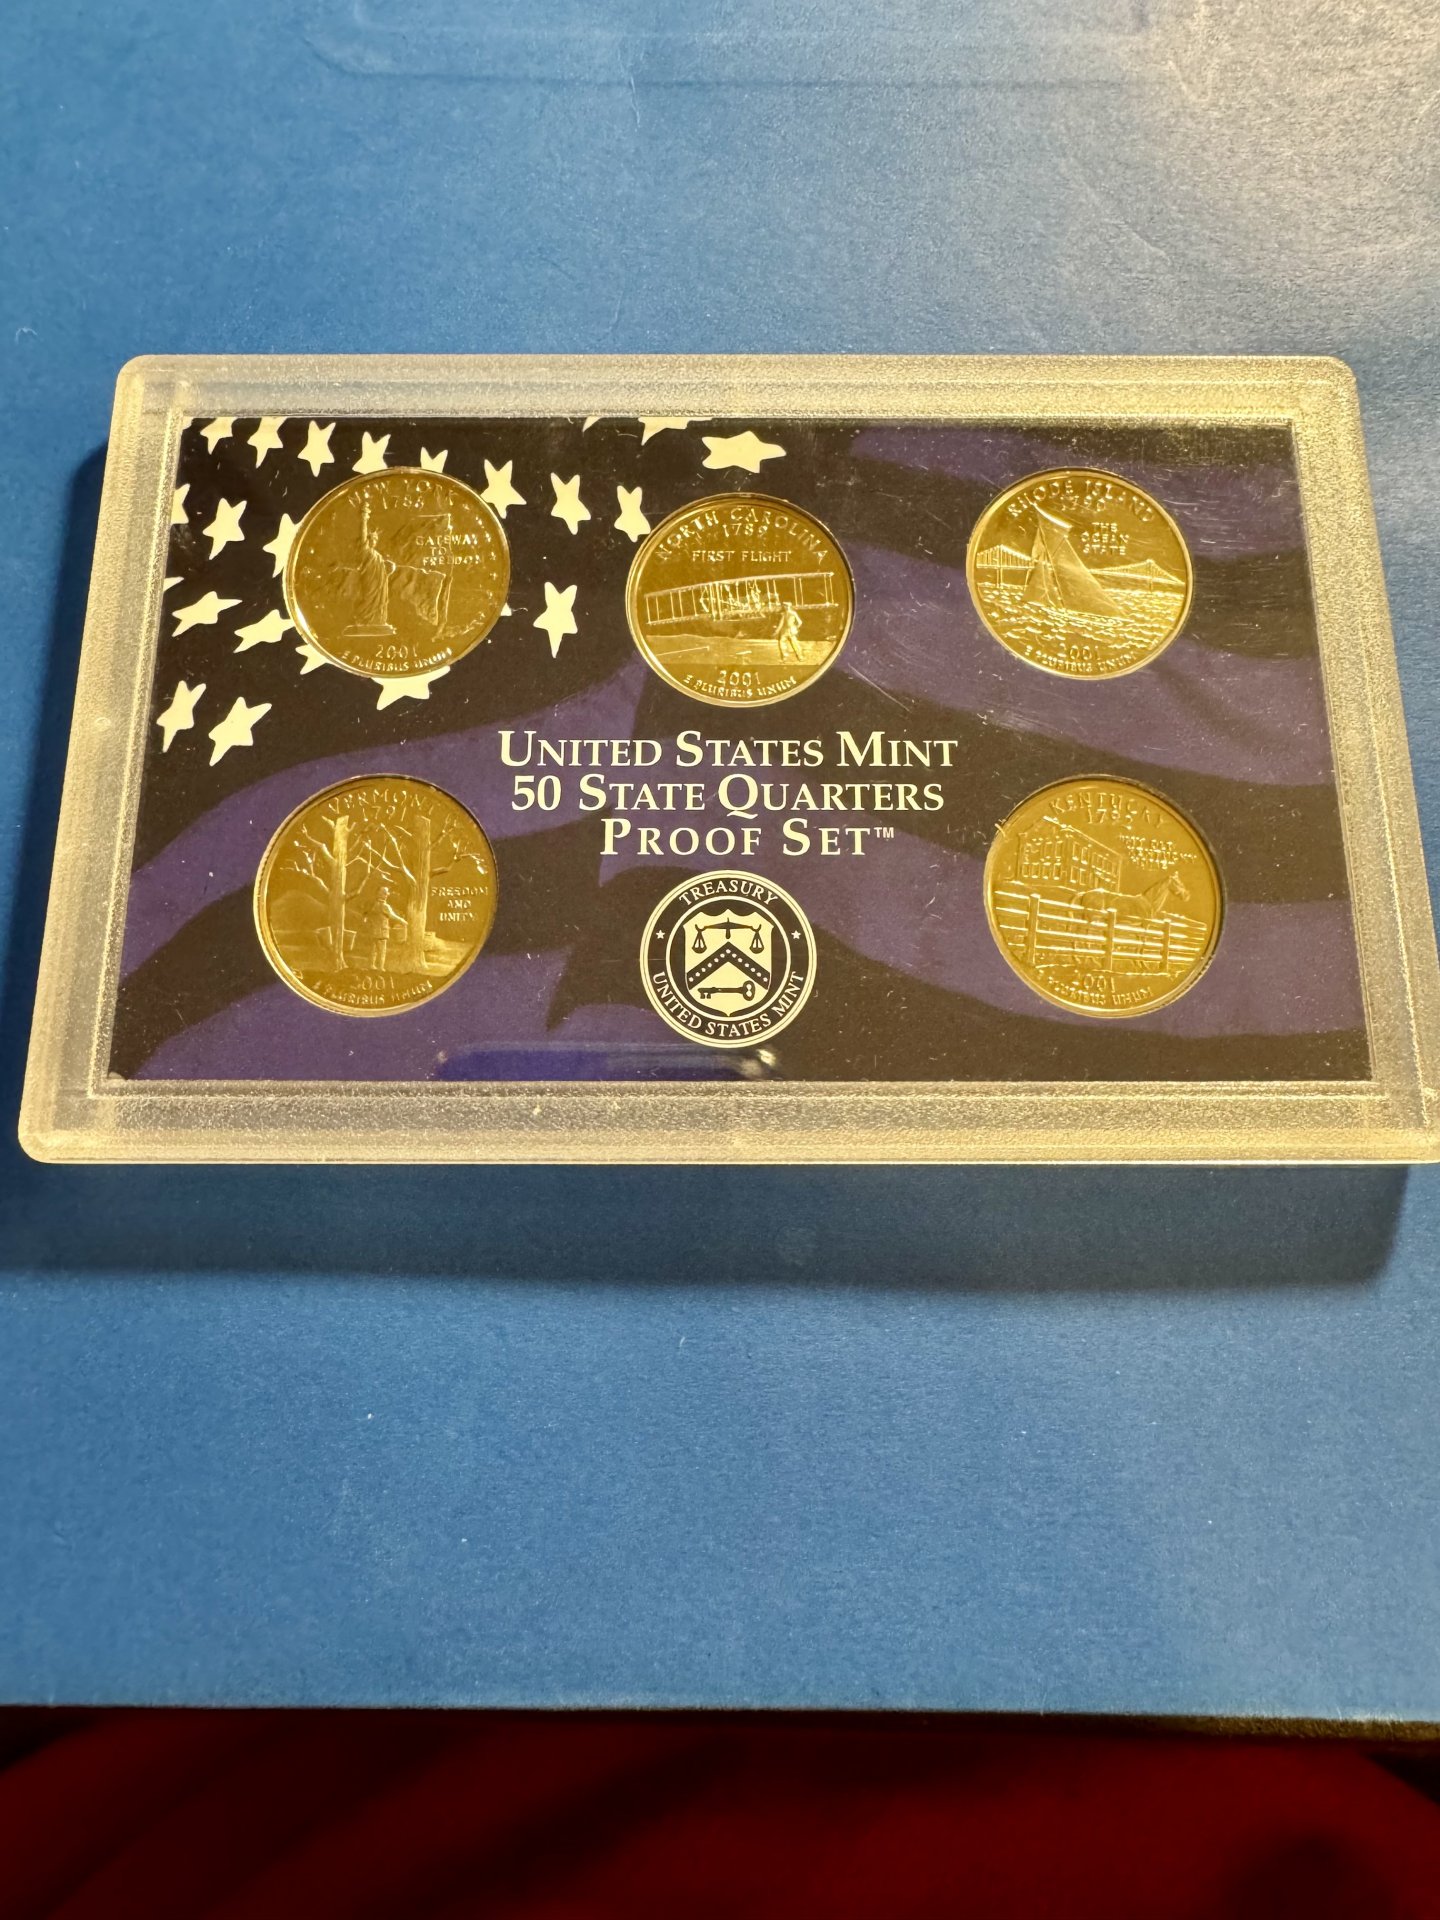 NEW YORK
1788
GATEWAY
TO
FREEDOM
2001
E PLURIBUS UNUM
NORTH CAROLINA
1789
FIRST FLIGHT
2001
E PLURIBUS UNUM
RHODE ISLAND
1790
THE
OCEAN
STATE
2001
E PLURIBUS UNUM
UNITED STATES MINT
50 STATE QUARTERS
PROOF SET™
VERMONT
1791
FREEDOM
AND
UNITY
2001
E PLURIBUS UNUM
TREASURY
UNITED STATES MINT
KENTUCKY
1792
2001
E PLURIBUS UNUM